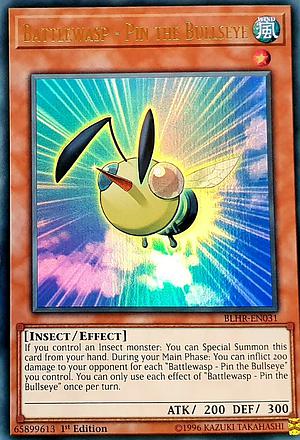 BATTLEWASP - PIN THE BULLSEYE
WIND
風
BLHR-EN031
[INSECT/EFFECT]
If you control an Insect monster: You can Special Summon
this card from your hand. During your Main Phase: You can inflict 200
damage to your opponent for each "Battlewasp - Pin the Bullseye"
you control. You can only use each effect of "Battlewasp - Pin the
Bullseye" once per turn.
ATK/ 200 DEF/ 300
65899613 1st Edition ©1996 KAZUKI TAKAHASHI